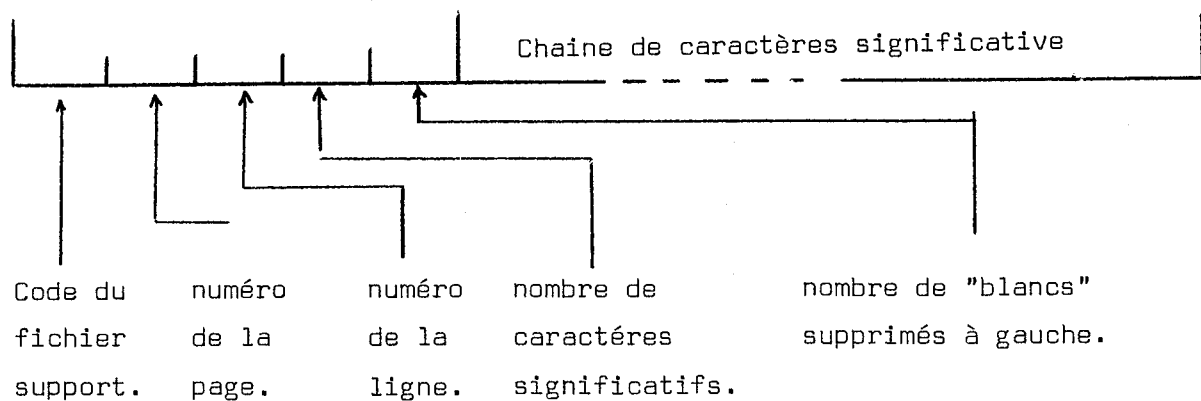 Chaine de caractères significative
Code du
fichier
support.
numéro
de la
page.
numéro
de la
ligne.
nombre de
caractéres
significatifs.
nombre de "blancs"
supprimés à gauche.